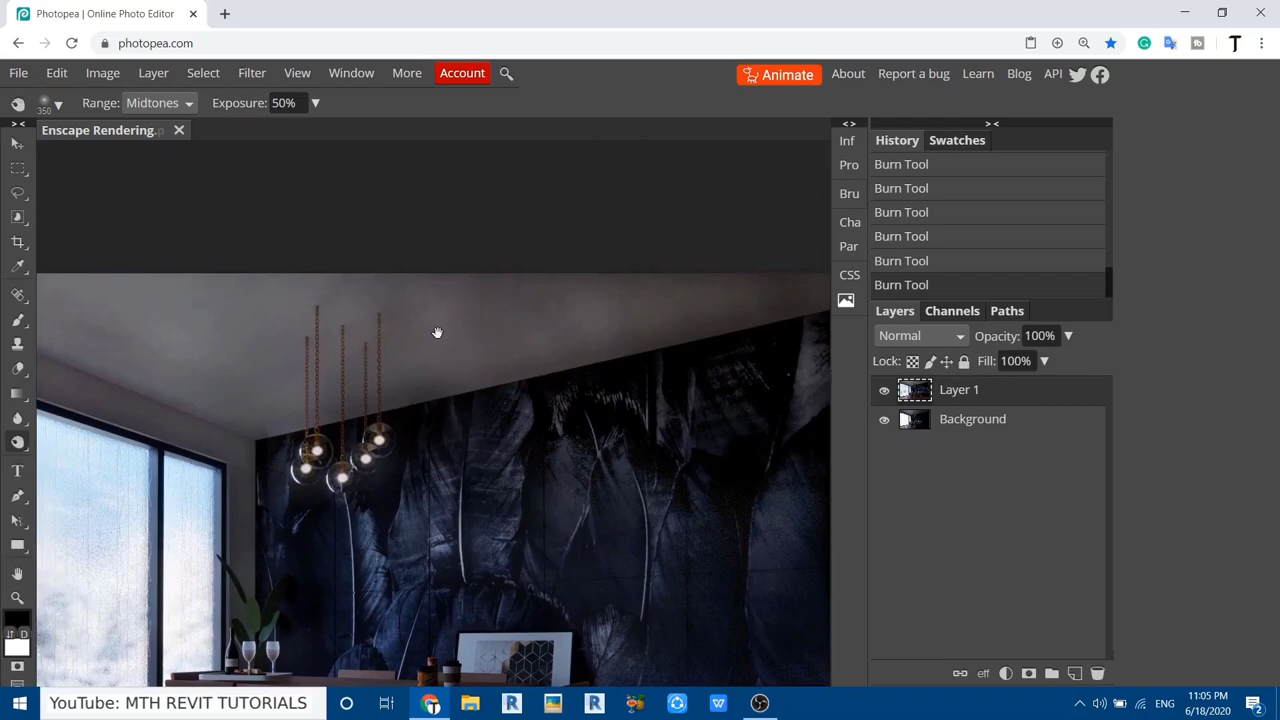 Photopea | Online Photo Editor
photopea.com
File Edit Image Layer Select Filter View Window More Account
Animate About Report a bug Learn Blog API
350 Range: Midtones Exposure: 50%
Enscape Rendering.p
Inf
Pro
Bru
Cha
Par
CSS
History Swatches
Burn Tool
Burn Tool
Burn Tool
Burn Tool
Burn Tool
Burn Tool
Layers Channels Paths
Normal Opacity: 100%
Lock: Fill: 100%
Layer 1
Background
D
eff
YouTube: MTH REVIT TUTORIALS
ENG
11:05 PM
6/18/2020
2